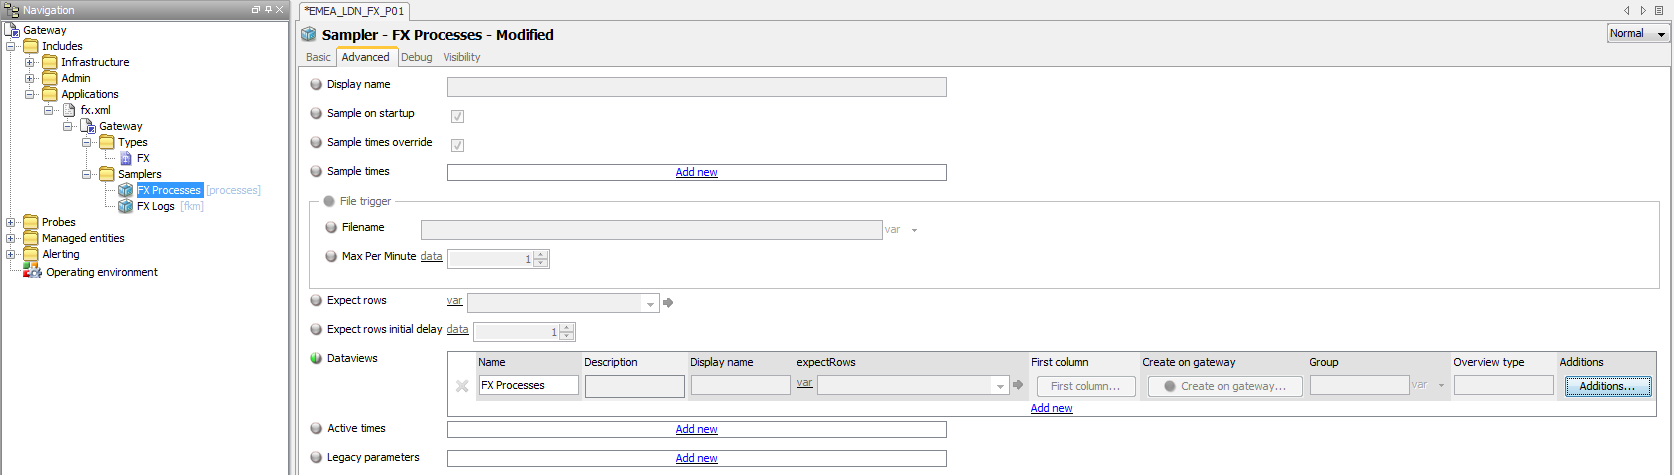 Navigation
Gateway
Includes
Infrastructure
Admin
Applications
fx.xml
Gateway
Types
FX
Samplers
FX Processes [processes]
FX Logs [fkm]
Probes
Managed entities
Alerting
Operating environment
*EMEA_LDN_FX_P01
Sampler - FX Processes - Modified
Normal
Basic Advanced Debug Visibility
Display name
Sample on startup
Sample times override
Sample times Add new
File trigger
Filename var
Max Per Minute data 1
Expect rows var
Expect rows initial delay data 1
Dataviews
Name Description Display name expectRows First column Create on gateway Group Overview type Additions
FX Processes var First column... Create on gateway... var Additions...
Add new
Active times Add new
Legacy parameters Add new